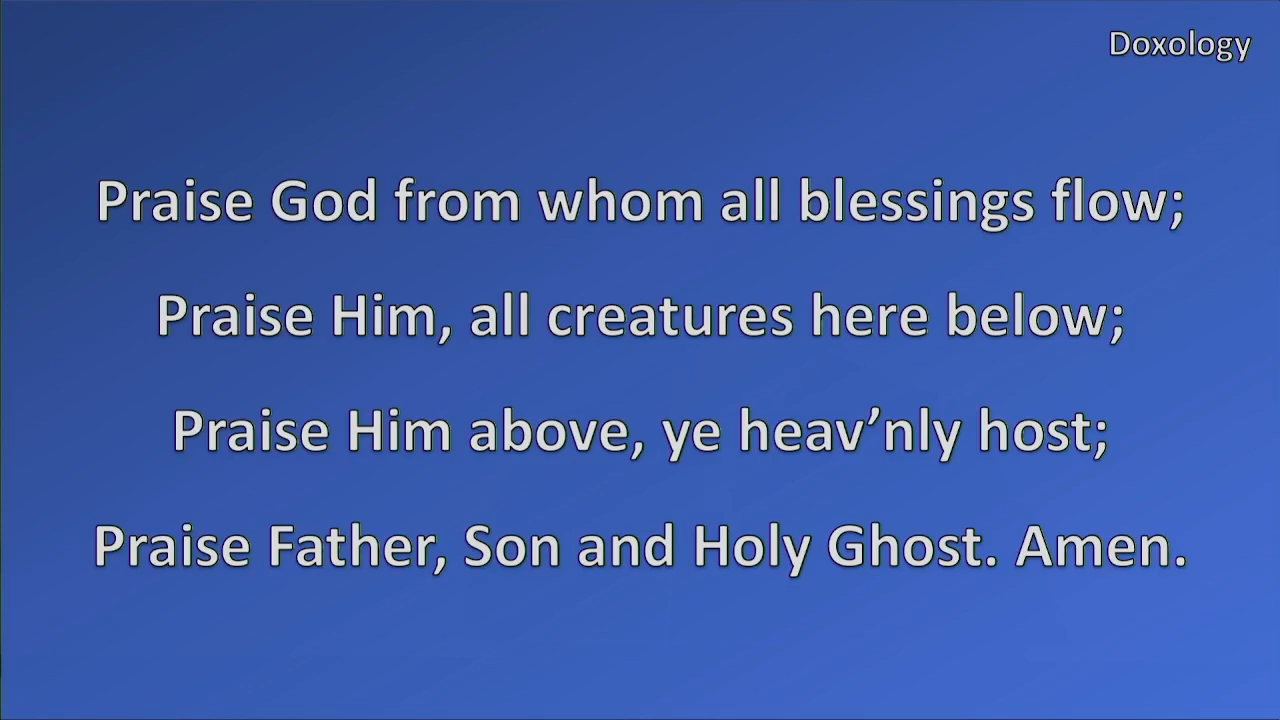 Doxology
Praise God from whom all blessings flow;
Praise Him, all creatures here below;
Praise Him above, ye heav’nly host;
Praise Father, Son and Holy Ghost. Amen.